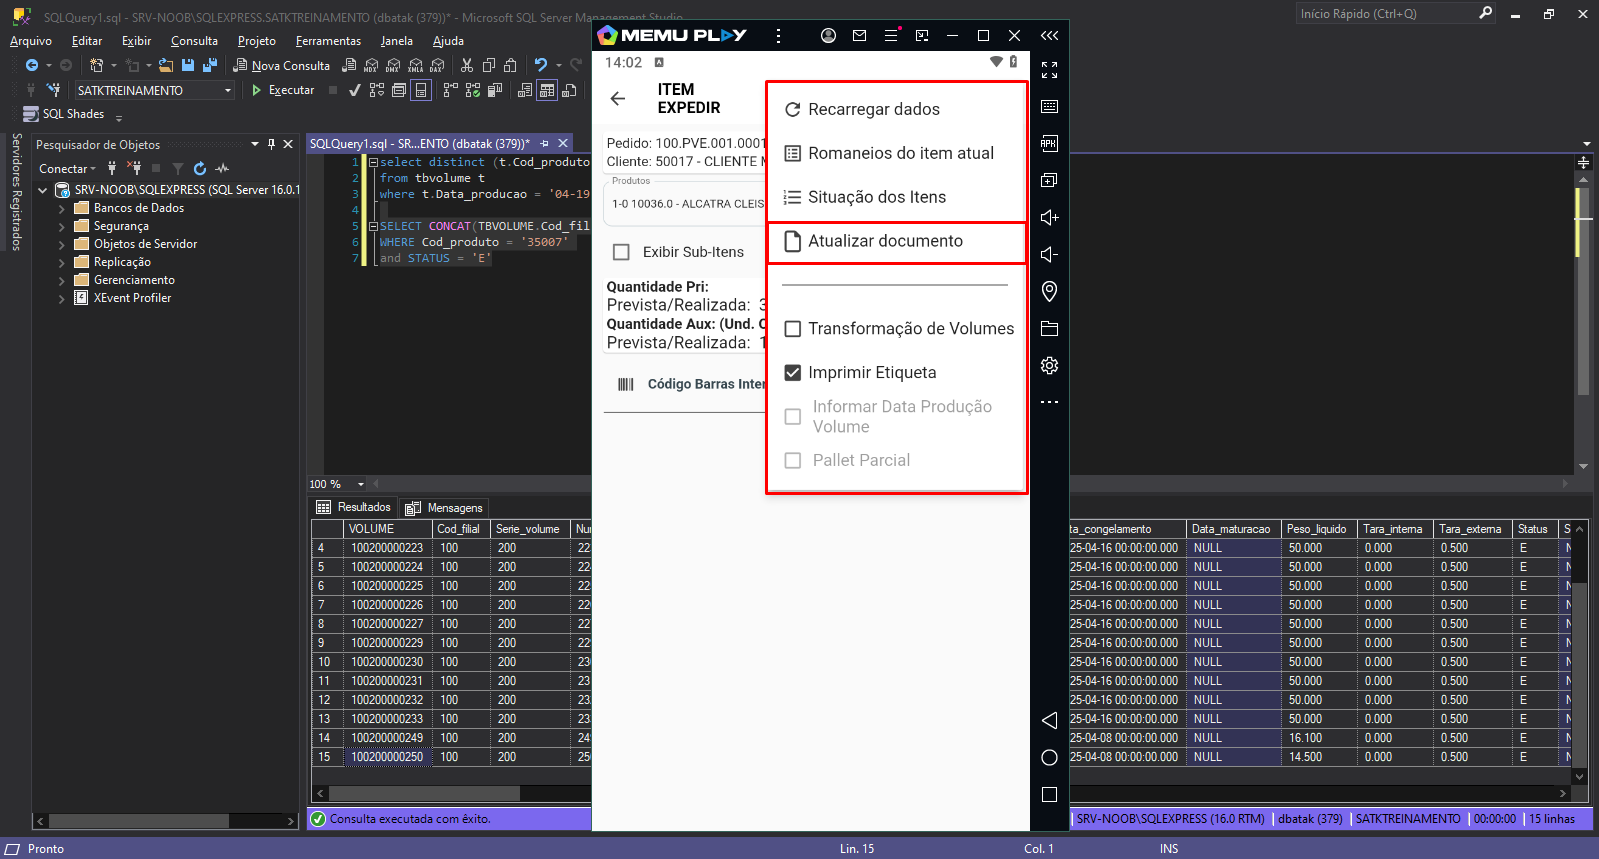 SQLQuery1.sql - SRV-NOOB\SQLEXPRESS.SATKTREINAMENTO (dbatak (379))* - Microsoft SQL Server Management Studio
Início Rápido (Ctrl+Q)
Arquivo Editar Exibir Consulta Projeto Ferramentas Janela Ajuda
Nova Consulta
MDX DMX XMLA DAX
SATKTREINAMENTO
Executar
SQL Shades
Servidores Registrados
Pesquisador de Objetos
Conectar
SRV-NOOB\SQLEXPRESS (SQL Server 16.0.1
Bancos de Dados
Segurança
Objetos de Servidor
Replicação
Gerenciamento
XEvent Profiler
SQLQuery1.sql - SR...ENTO (dbatak (379))*
1 select distinct (t.Cod_produto
2 from tbvolume t
3 where t.Data_producao = '04-19
4
5 SELECT CONCAT(TBVOLUME.Cod_fil
6 WHERE Cod_produto = '35007'
7 and STATUS = 'E'
100 %
MEMU PLAY
14:02
A
ITEM
EXPEDIR
Pedido: 100.PVE.001.0001
Cliente: 50017 - CLIENTE M
Produtos
1-0 10036.0 - ALCATRA CLEIS
Exibir Sub-Itens
Quantidade Pri:
Prevista/Realizada: 3
Quantidade Aux: (Und. C
Prevista/Realizada: 1
Código Barras Inter
Recarregar dados
Romaneios do item atual
Situação dos Itens
Atualizar documento
Transformação de Volumes
Imprimir Etiqueta
Informar Data Produção
Volume
Pallet Parcial
APK
Resultados Mensagens
VOLUME Cod_filial Serie_volume Nu ta_congelamento Data_maturacao Peso_liquido Tara_interna Tara_externa Status S
4 100200000223 100 200 22 25-04-16 00:00:00.000 NULL 50.000 0.000 0.500 E N
5 100200000224 100 200 22 25-04-16 00:00:00.000 NULL 50.000 0.000 0.500 E N
6 100200000225 100 200 22 25-04-16 00:00:00.000 NULL 50.000 0.000 0.500 E N
7 100200000226 100 200 22 25-04-16 00:00:00.000 NULL 50.000 0.000 0.500 E N
8 100200000227 100 200 22 25-04-16 00:00:00.000 NULL 50.000 0.000 0.500 E N
9 100200000229 100 200 22 25-04-16 00:00:00.000 NULL 50.000 0.000 0.500 E N
10 100200000230 100 200 23 25-04-16 00:00:00.000 NULL 50.000 0.000 0.500 E N
11 100200000231 100 200 23 25-04-16 00:00:00.000 NULL 50.000 0.000 0.500 E N
12 100200000232 100 200 23 25-04-16 00:00:00.000 NULL 50.000 0.000 0.500 E N
13 100200000233 100 200 23 25-04-16 00:00:00.000 NULL 50.000 0.000 0.500 E N
14 100200000249 100 200 24 25-04-08 00:00:00.000 NULL 16.100 0.000 0.500 E N
15 100200000250 100 200 25 25-04-08 00:00:00.000 NULL 14.500 0.000 0.500 E N
Consulta executada com êxito.
SRV-NOOB\SQLEXPRESS (16.0 RTM) dbatak (379) SATKTREINAMENTO 00:00:00 15 linhas
Pronto Lin. 15 Col. 1 INS